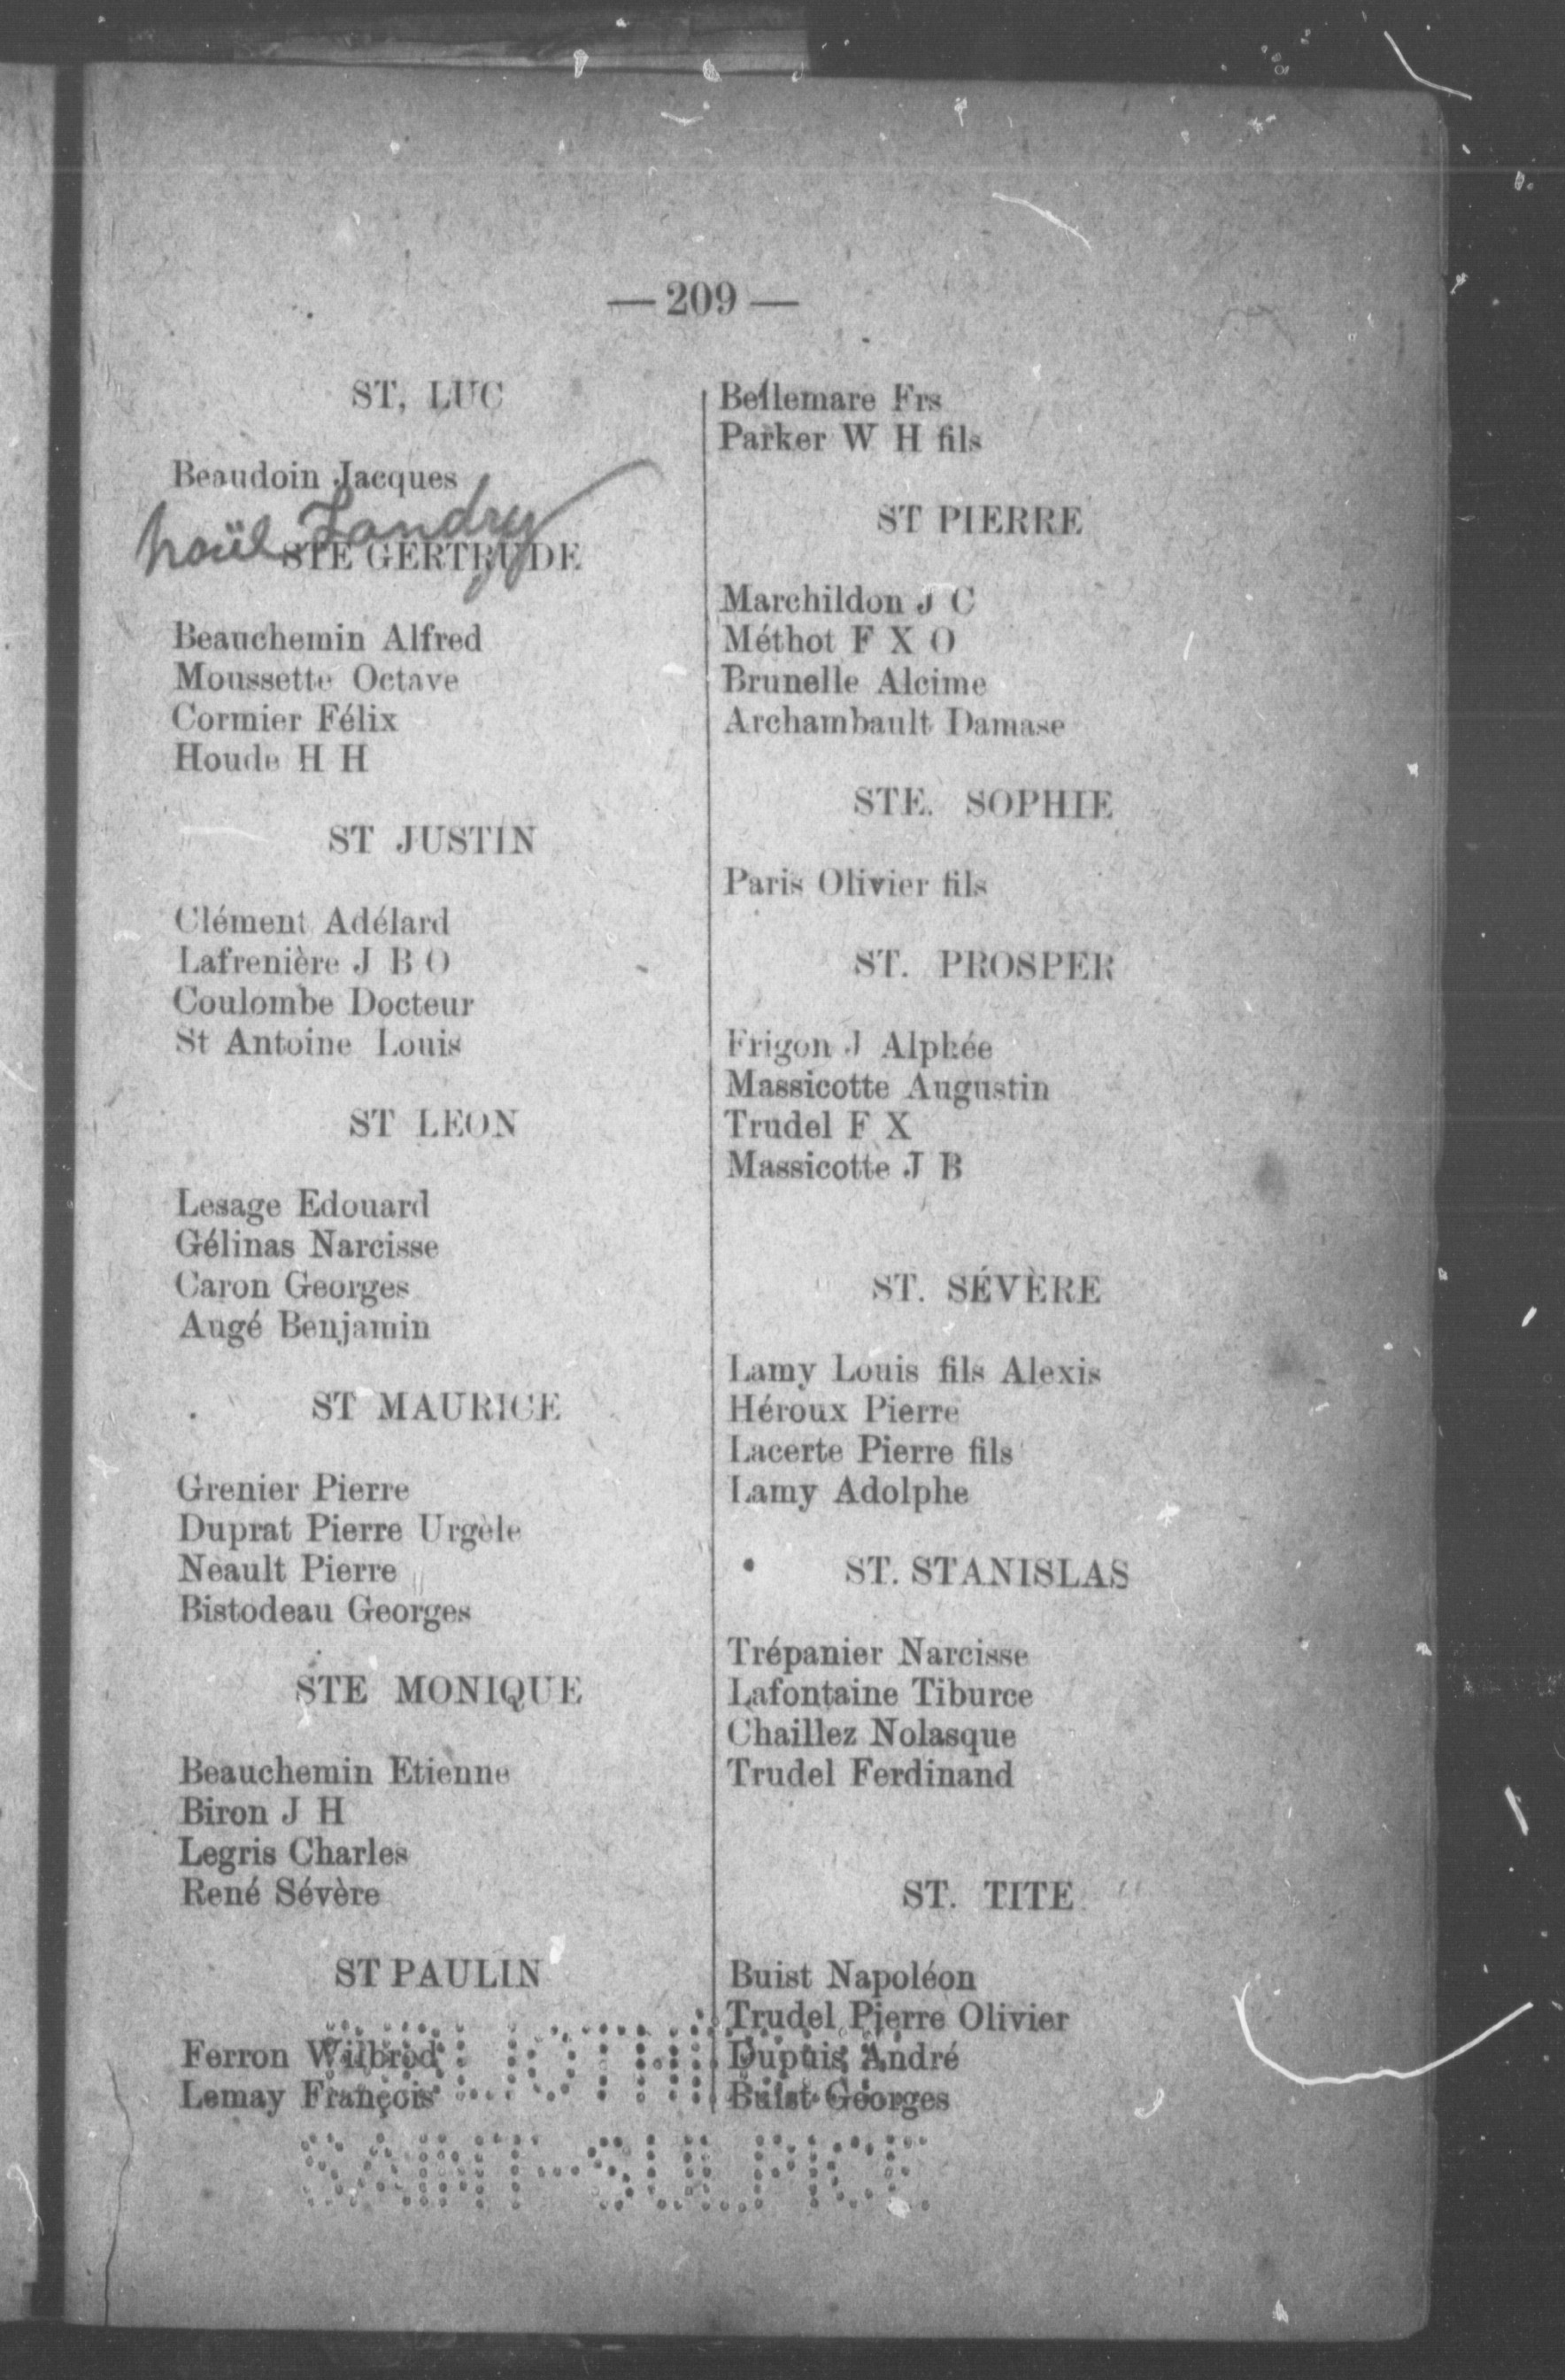 — 209 —
ST, LUC
Beaudoin Jacques
Noël Landry
STE GERTRUDE
Beauchemin Alfred
Moussette Octave
Cormier Félix
Houde H H
ST JUSTIN
Clément Adélard
Lafrenière J B O
Coulombe Docteur
St Antoine Louis
ST LEON
Lesage Edouard
Gélinas Narcisse
Caron Georges
Augé Benjamin
ST MAURICE
Grenier Pierre
Duprat Pierre Urgèle
Neault Pierre
Bistodeau Georges
STE MONIQUE
Beauchemin Etienne
Biron J H
Legris Charles
René Sévère
ST PAULIN
Ferron Wilbrod
Lemay François
Bellemare Frs
Parker W H fils
ST PIERRE
Marchildon J C
Méthot F X O
Brunelle Alcime
Archambault Damase
STE. SOPHIE
Paris Olivier fils
ST. PROSPER
Frigon J Alphée
Massicotte Augustin
Trudel F X
Massicotte J B
ST. SÉVÈRE
Lamy Louis fils Alexis
Héroux Pierre
Lacerte Pierre fils
Lamy Adolphe
ST. STANISLAS
Trépanier Narcisse
Lafontaine Tiburce
Chaillez Nolasque
Trudel Ferdinand
ST. TITE
Buist Napoléon
Trudel Pierre Olivier
Dupuis André
Buist Georges
SAINT-SULPICE